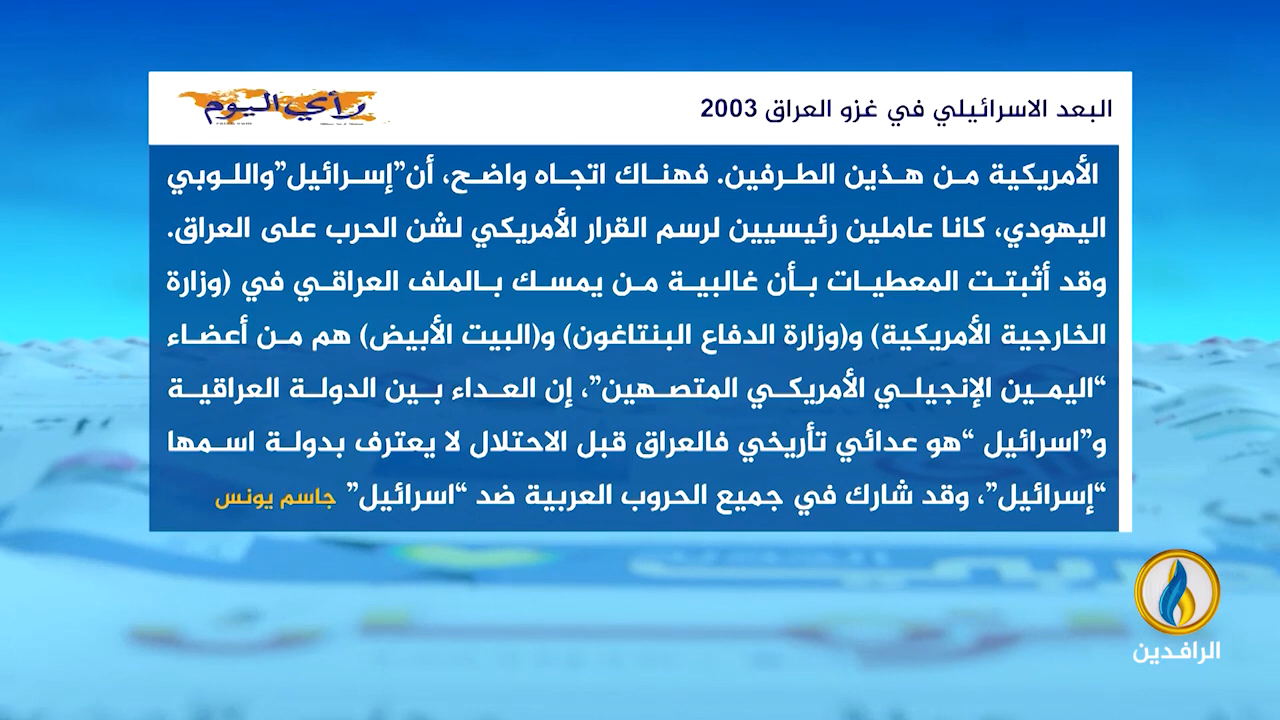 البعد الاسرائيلي في غزو العراق 2003
رأي اليوم
الأمريكية من هذين الطرفين. فهناك اتجاه واضح، أن”إسرائيل”واللوبي
اليهودي، كانا عاملين رئيسيين لرسم القرار الأمريكي لشن الحرب على العراق.
وقد أثبتت المعطيات بأن غالبية من يمسك بالملف العراقي في (وزارة
الخارجية الأمريكية) و(وزارة الدفاع البنتاغون) و(البيت الأبيض) هم من أعضاء
“اليمين الإنجيلي الأمريكي المتصهين”، إن العداء بين الدولة العراقية
و”اسرائيل “هو عدائي تأريخي فالعراق قبل الاحتلال لا يعترف بدولة اسمها
“إسرائيل”، وقد شارك في جميع الحروب العربية ضد “اسرائيل” جاسم يونس
الرافدين